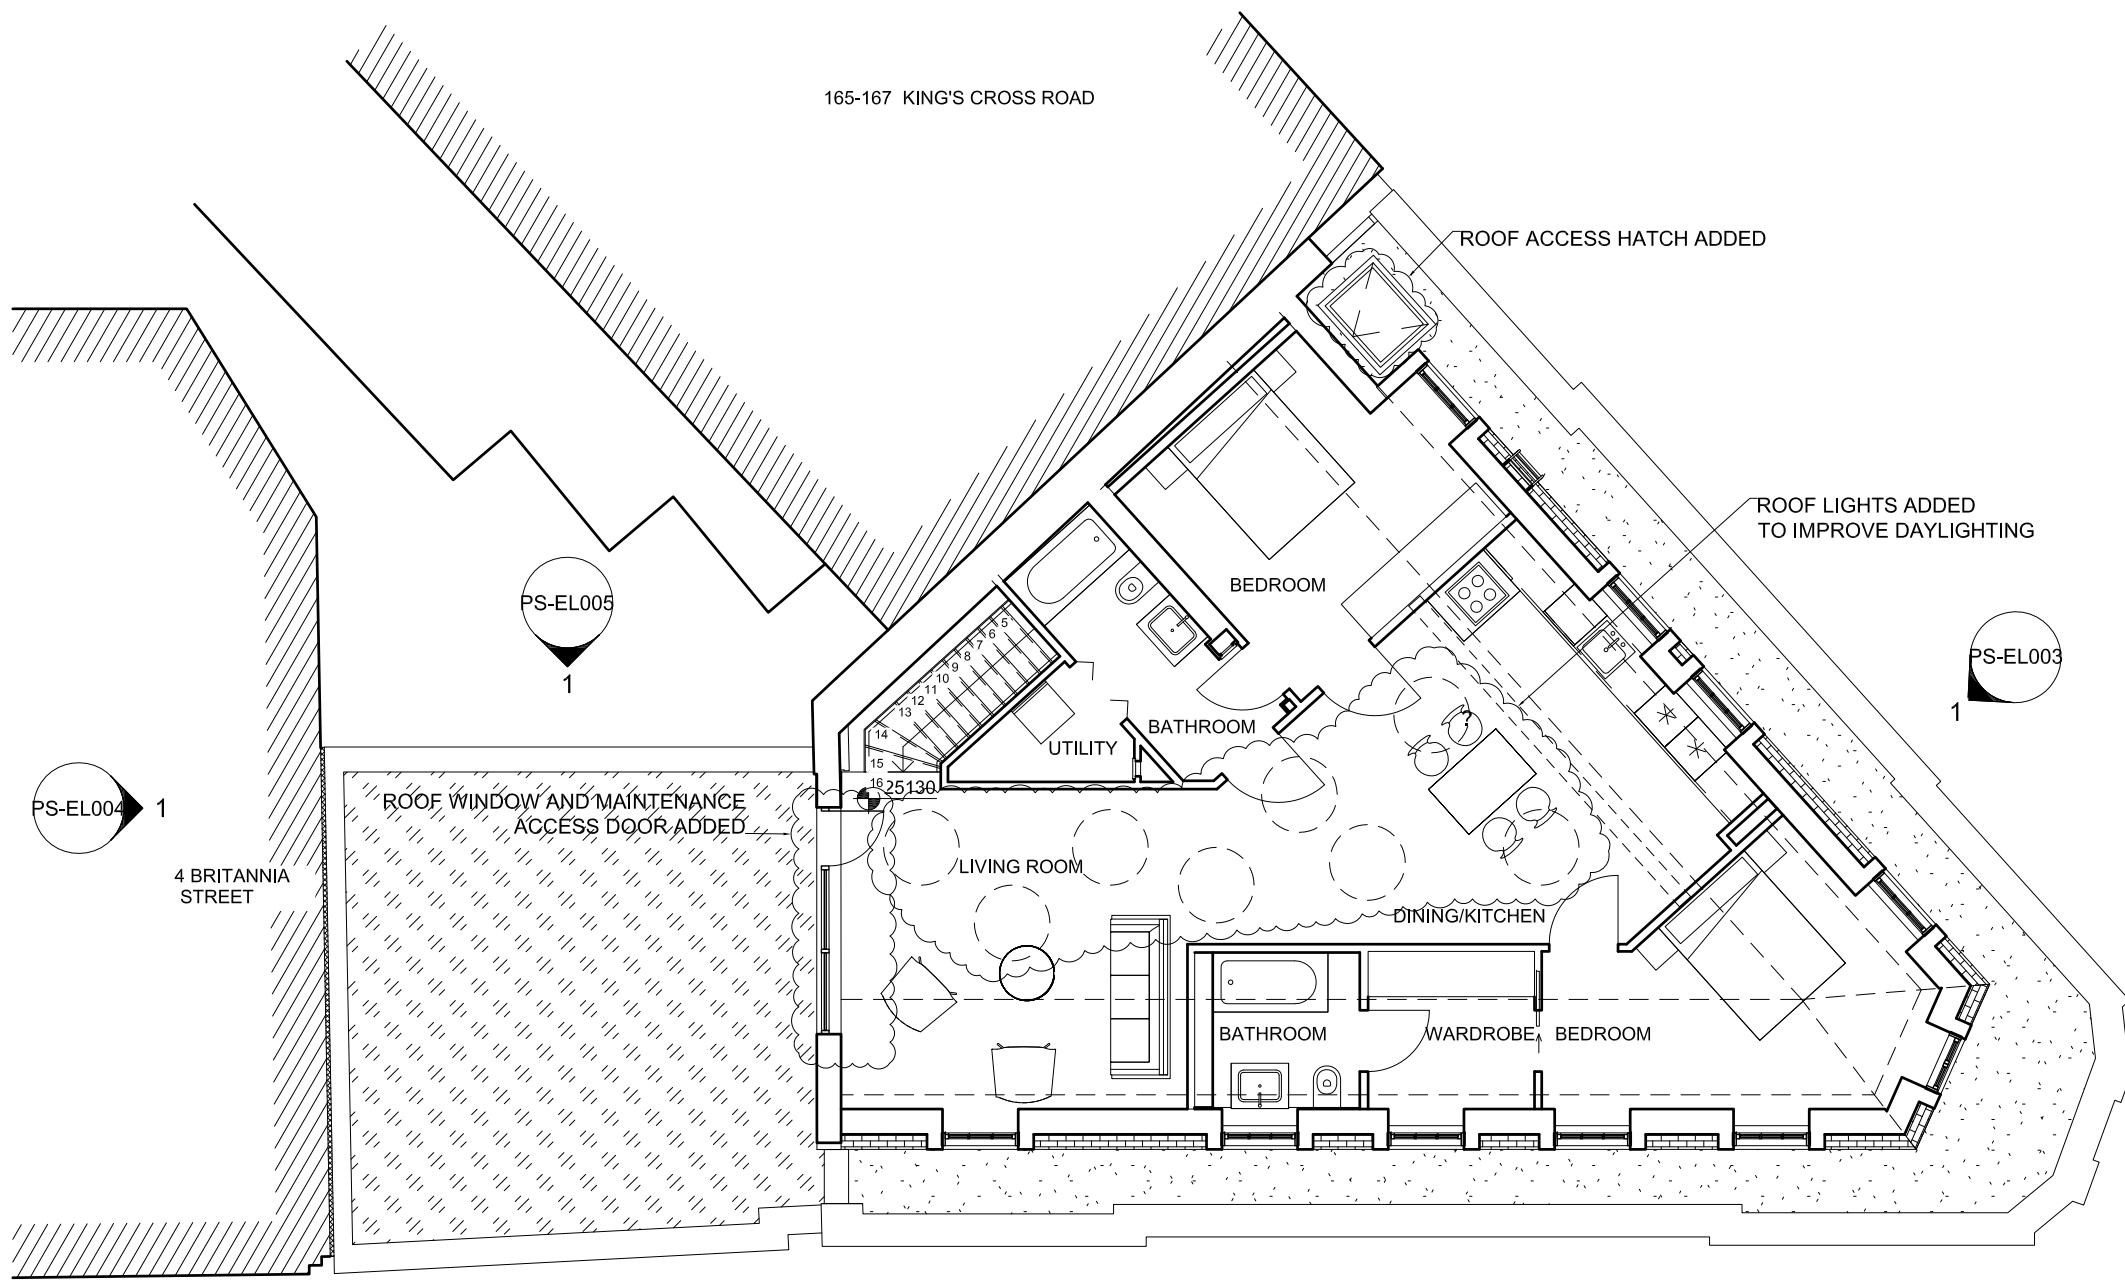 165-167 KING'S CROSS ROAD
ROOF ACCESS HATCH ADDED
ROOF LIGHTS ADDED
TO IMPROVE DAYLIGHTING
PS-EL005
1
BEDROOM
PS-EL003
1
5
6
7
8
9
10
11
12
13
14
15
16
25130
BATHROOM
UTILITY
?
PS-EL004
1
ROOF WINDOW AND MAINTENANCE
ACCESS DOOR ADDED
4 BRITANNIA
STREET
LIVING ROOM
DINING/KITCHEN
BATHROOM
WARDROBE
BEDROOM